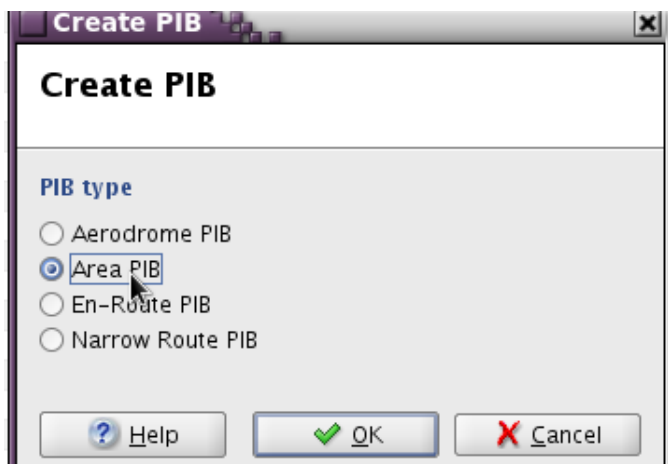 Create PIB
Create PIB
PIB type
Aerodrome PIB
Area PIB
En-Route PIB
Narrow Route PIB
Help
OK
Cancel